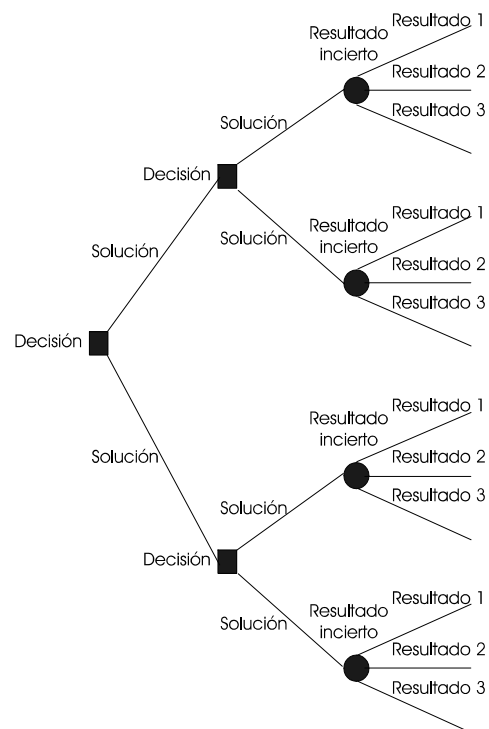 Resultado 1
Resultado
incierto
Resultado 2
Resultado 3
Solución
Decisión
Resultado 1
Solución
Resultado
incierto
Solución
Resultado 2
Resultado 3
Decisión
Resultado 1
Resultado
incierto
Solución
Resultado 2
Resultado 3
Solución
Decisión
Resultado 1
Resultado
incierto
Solución
Resultado 2
Resultado 3